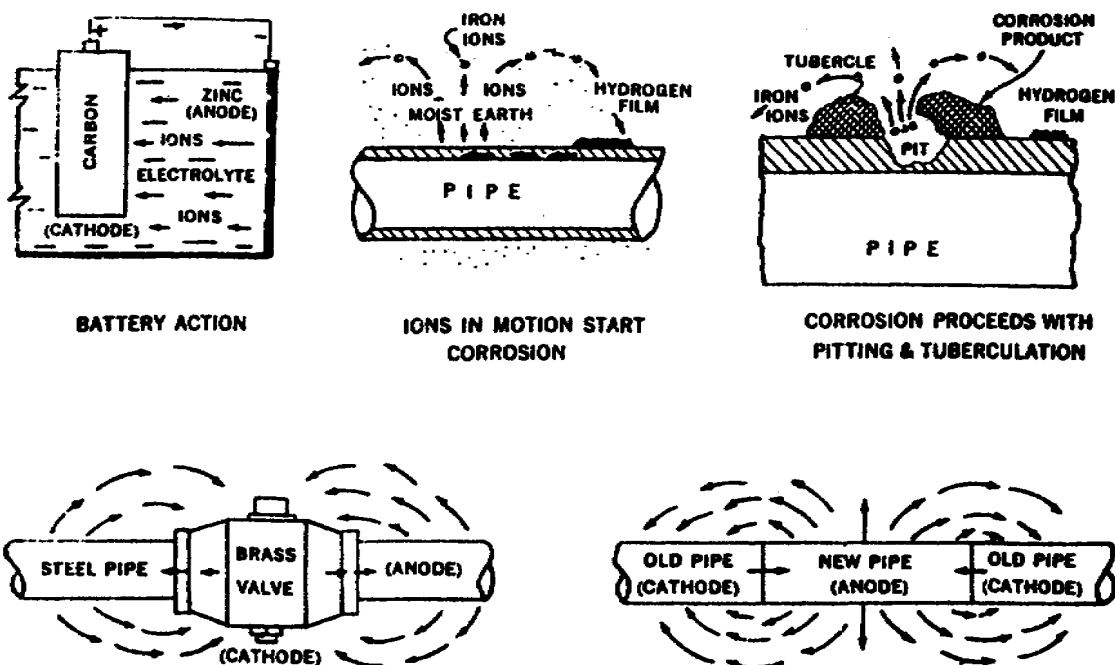 +
–
CARBON
ZINC
(ANODE)
IONS
ELECTROLYTE
IONS
(CATHODE)
BATTERY ACTION
IRON
IONS
IONS
IONS
MOIST EARTH
HYDROGEN
FILM
PIPE
IONS IN MOTION START
CORROSION
CORROSION
PRODUCT
TUBERCLE
IRON
IONS
HYDROGEN
FILM
PIT
PIPE
CORROSION PROCEEDS WITH
PITTING & TUBERCULATION
STEEL PIPE
BRASS
VALVE
(ANODE)
(CATHODE)
OLD PIPE
(CATHODE)
NEW PIPE
(ANODE)
OLD PIPE
(CATHODE)